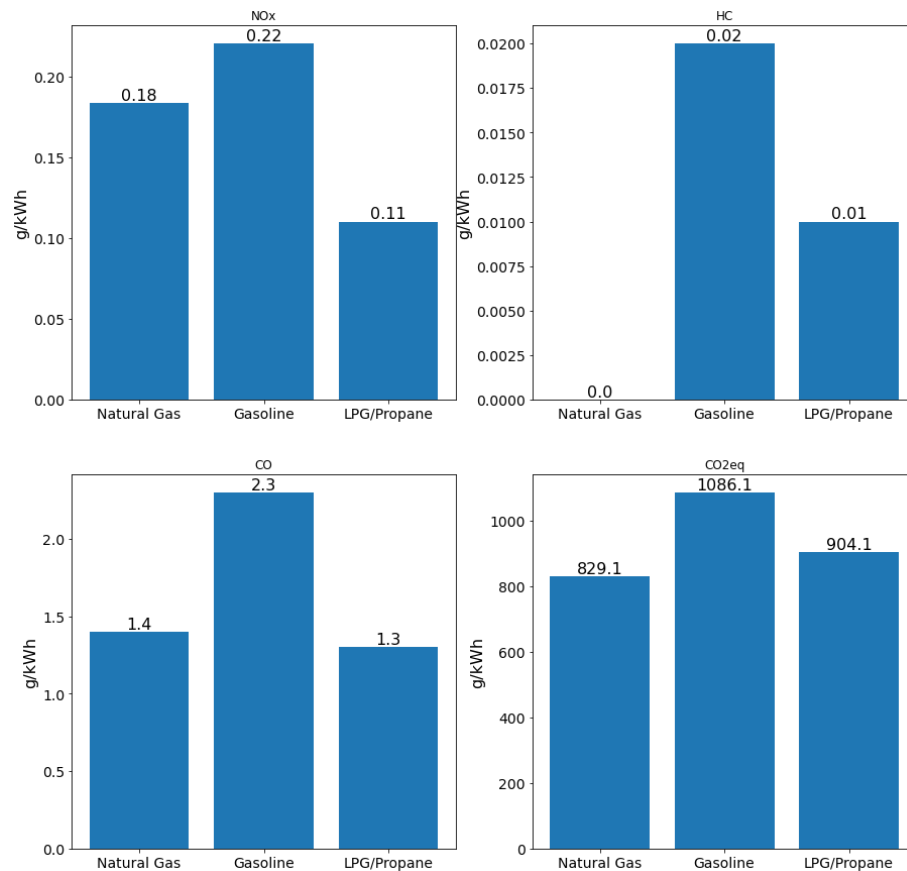 NOx
g/kWh
0.20
0.15
0.10
0.05
0.00
0.18
0.22
0.11
Natural Gas
Gasoline
LPG/Propane
HC
g/kWh
0.0200
0.0175
0.0150
0.0125
0.0100
0.0075
0.0050
0.0025
0.0000
0.0
0.02
0.01
Natural Gas
Gasoline
LPG/Propane
CO
g/kWh
2.0
1.5
1.0
0.5
0.0
1.4
2.3
1.3
Natural Gas
Gasoline
LPG/Propane
CO2eq
g/kWh
1000
800
600
400
200
0
829.1
1086.1
904.1
Natural Gas
Gasoline
LPG/Propane